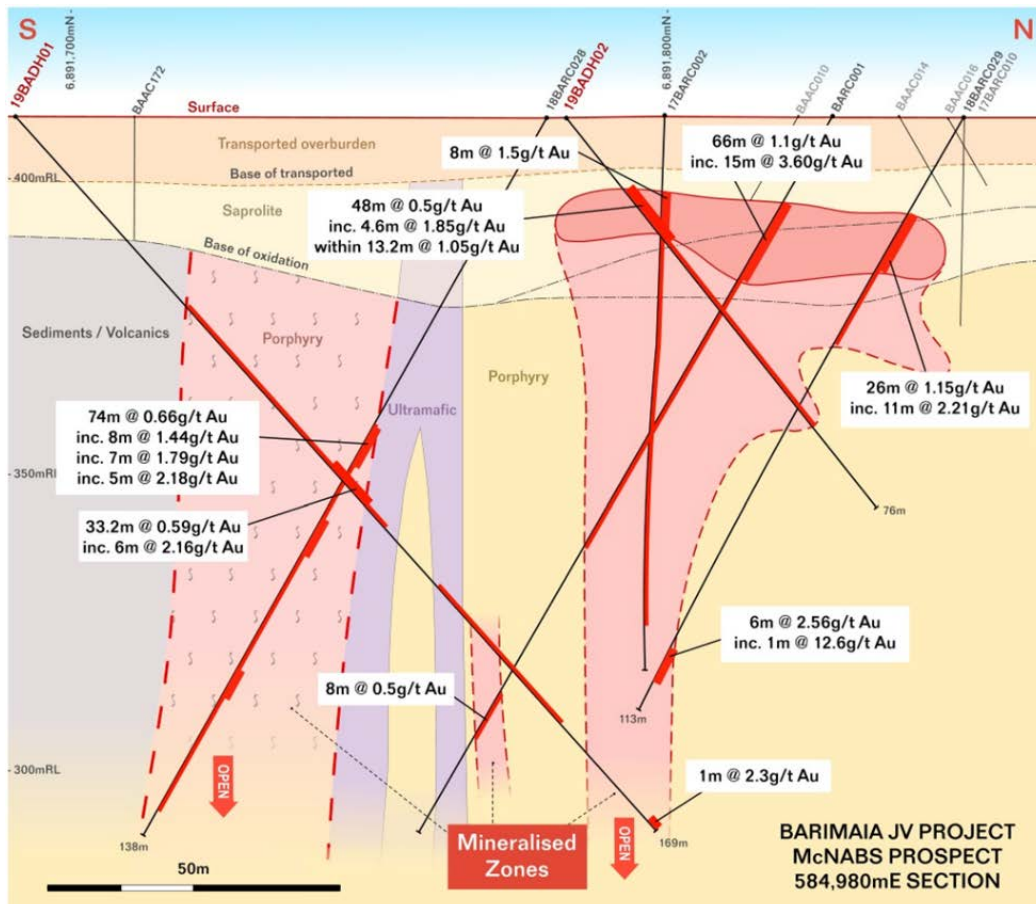 S
N
19BADH01
6,891,700mN -
BAAC172
18BARC028
19BADH02
6,891,800mN -
17BARC002
BAAC010
BARC001
BAAC014
BAAC016
18BARC029
17BARC010
Surface
Transported overburden
8m @ 1.5g/t Au
66m @ 1.1g/t Au
inc. 15m @ 3.60g/t Au
Base of transported
-400mRL
48m @ 0.5g/t Au
inc. 4.6m @ 1.85g/t Au
within 13.2m @ 1.05g/t Au
Saprolite
Base of oxidation
Sediments / Volcanics
Porphyry
Porphyry
Ultramafic
26m @ 1.15g/t Au
inc. 11m @ 2.21g/t Au
74m @ 0.66g/t Au
inc. 8m @ 1.44g/t Au
inc. 7m @ 1.79g/t Au
inc. 5m @ 2.18g/t Au
-350mRL
76m
33.2m @ 0.59g/t Au
inc. 6m @ 2.16g/t Au
6m @ 2.56g/t Au
inc. 1m @ 12.6g/t Au
8m @ 0.5g/t Au
113m
-300mRL
OPEN
1m @ 2.3g/t Au
138m
Mineralised
Zones
OPEN
169m
50m
BARIMAIA JV PROJECT
McNABS PROSPECT
584,980mE SECTION